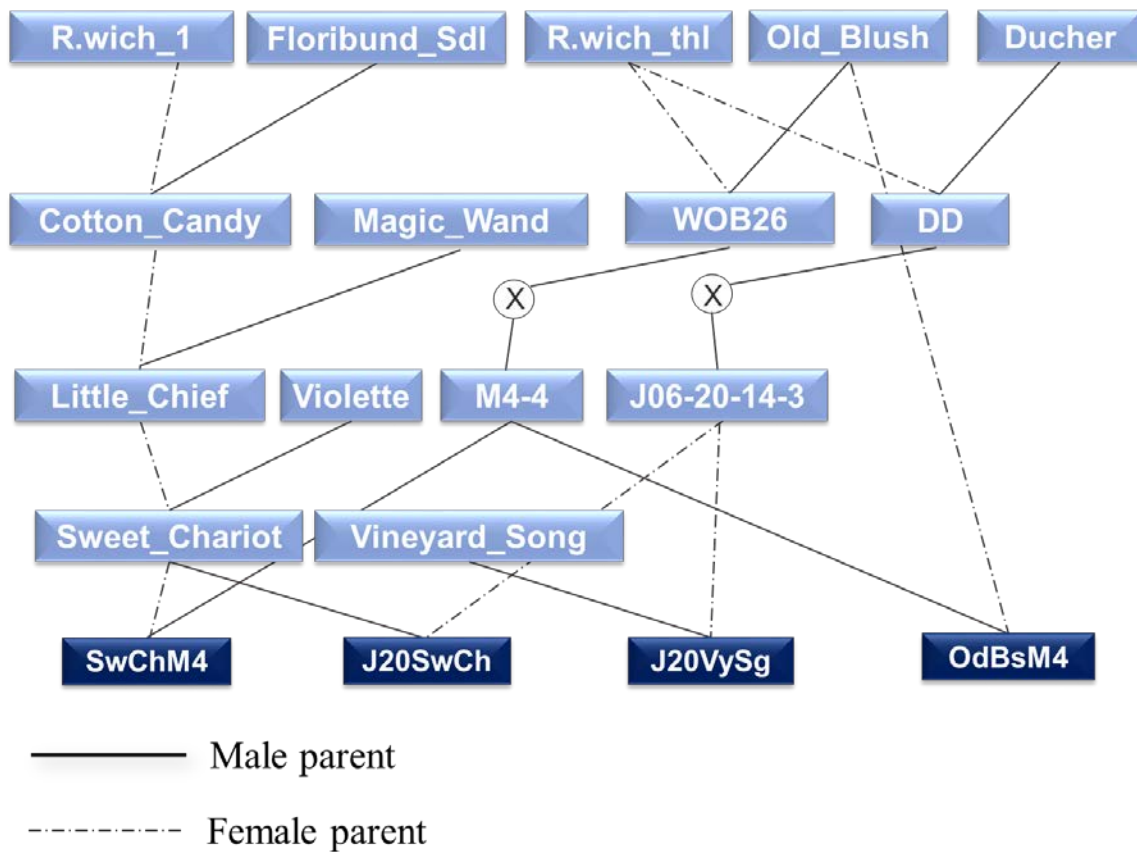 R.wich_1 Floribund_Sdl R.wich_thl Old_Blush Ducher
Cotton_Candy Magic_Wand WOB26 DD
X X
Little_Chief Violette M4-4 J06-20-14-3
Sweet_Chariot Vineyard_Song
SwChM4 J20SwCh J20VySg OdBsM4
Male parent
Female parent